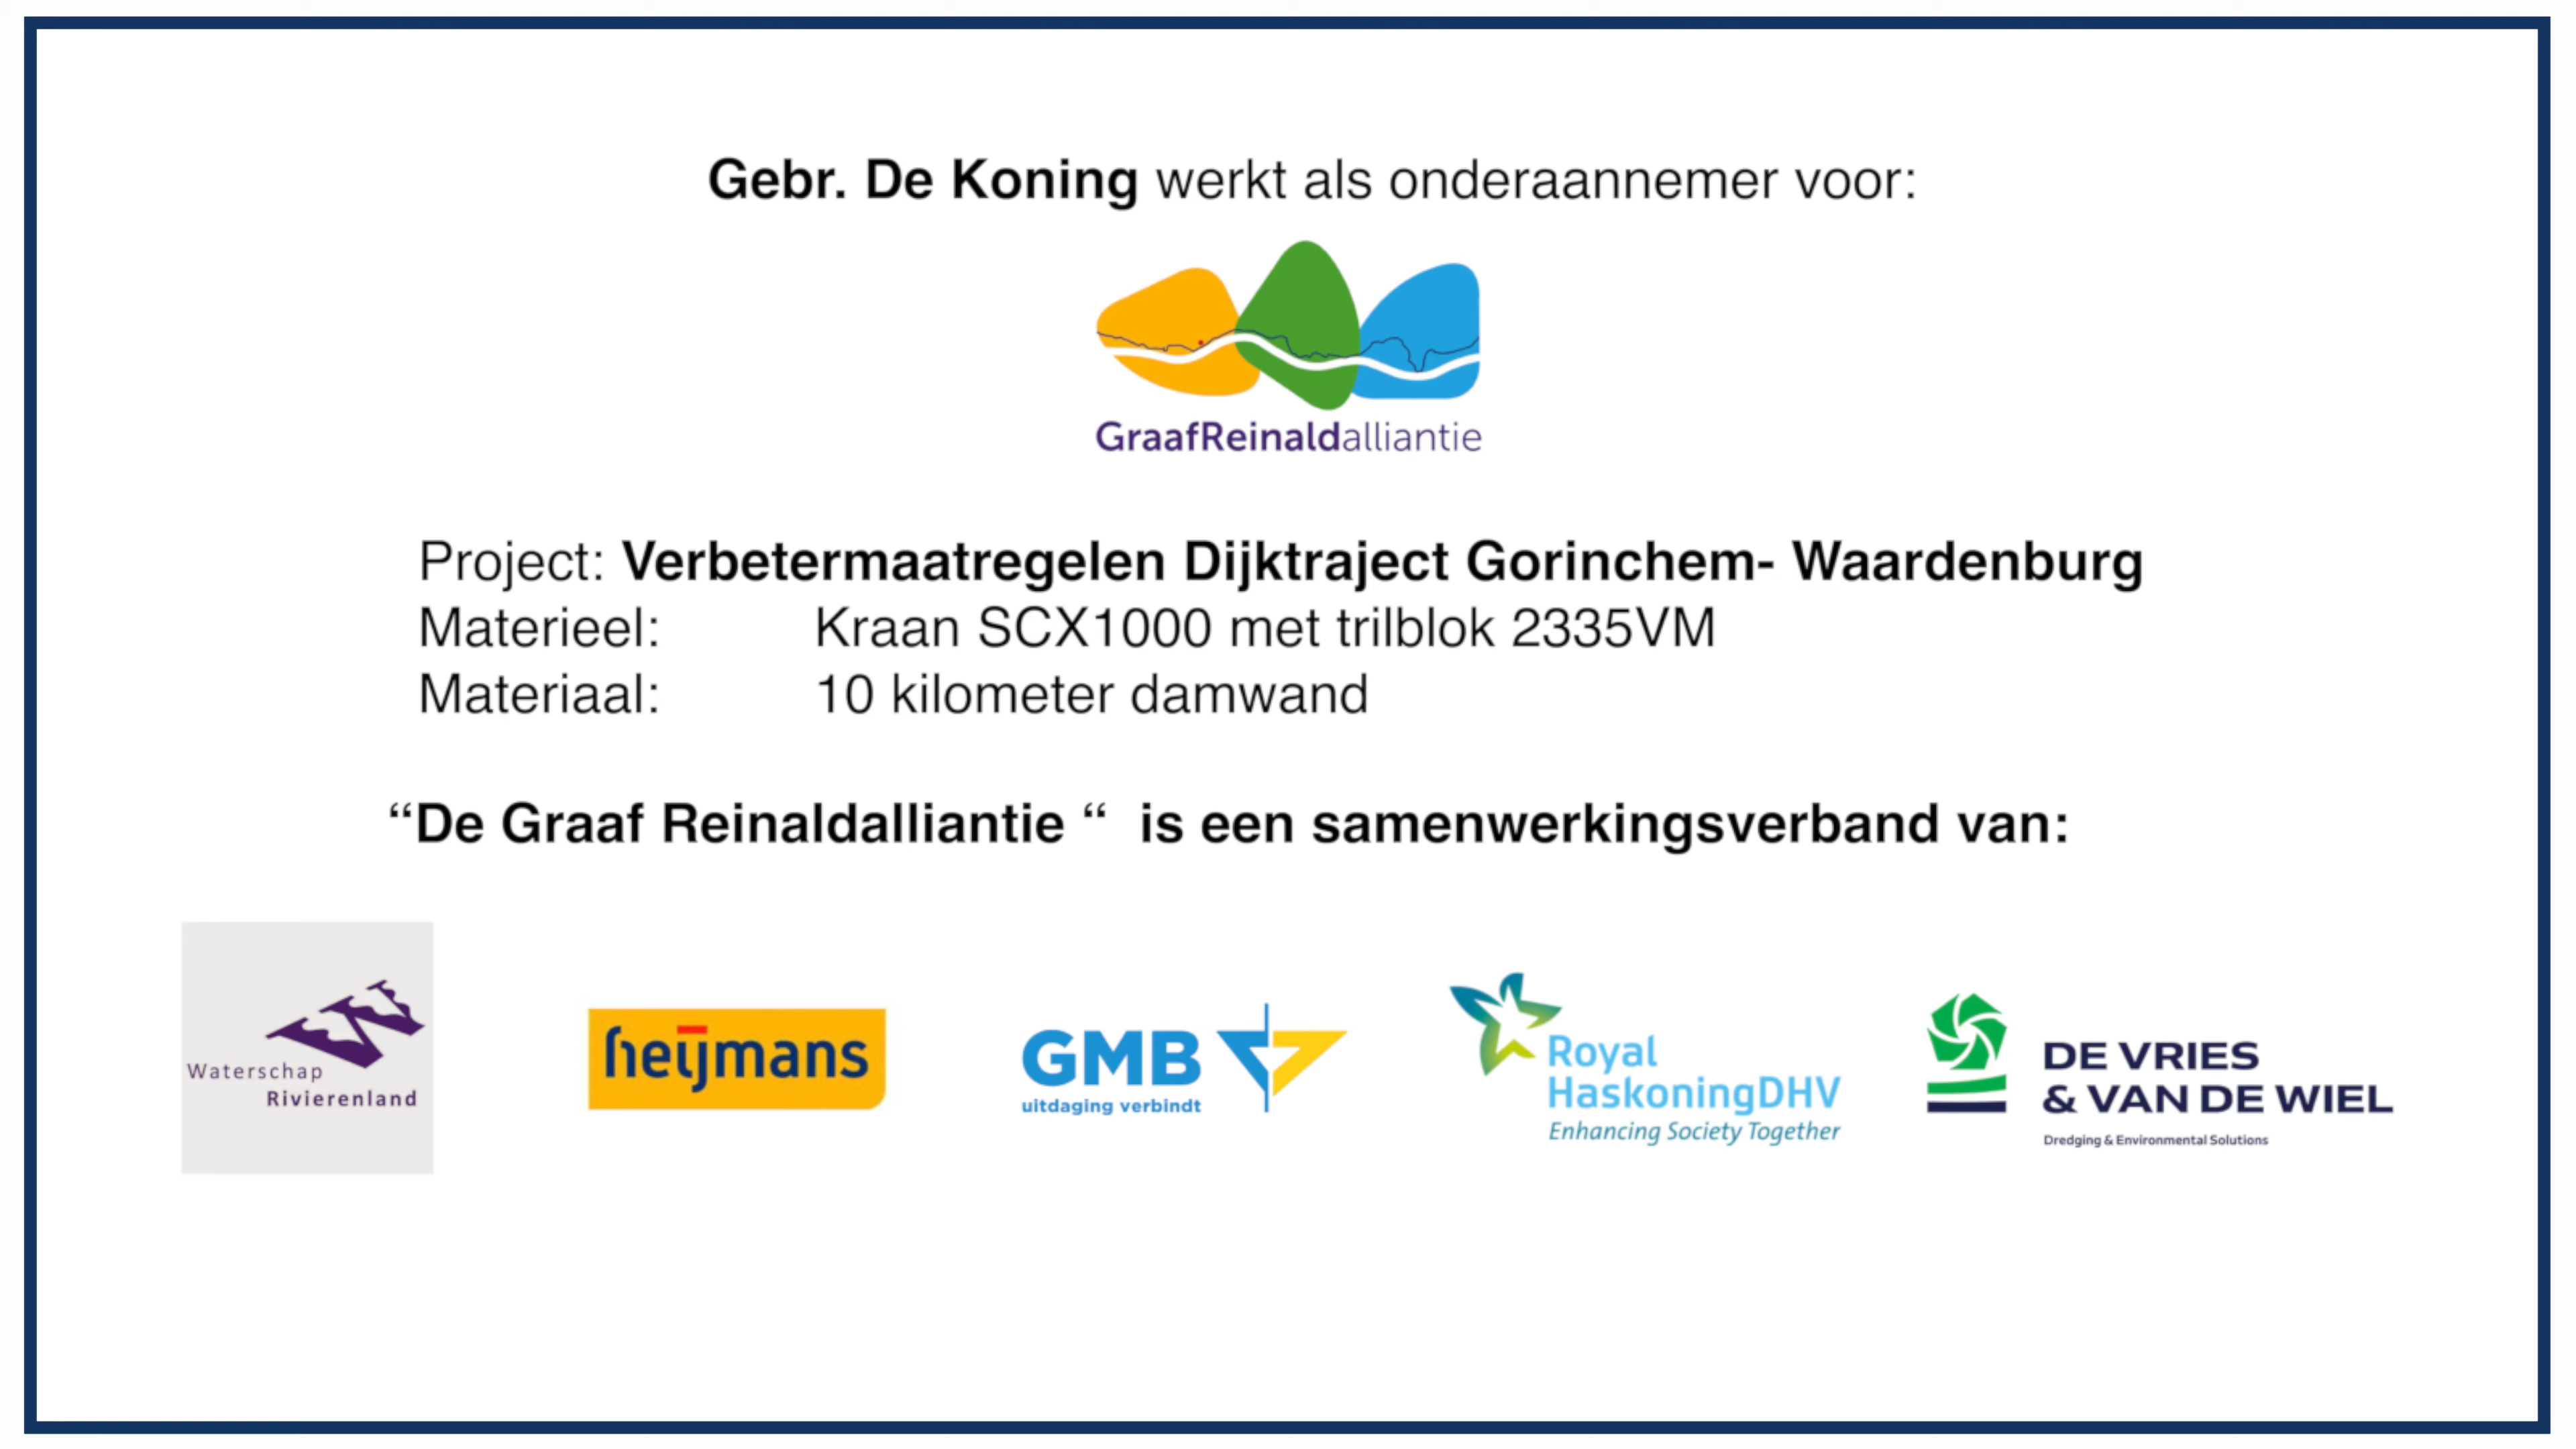 Gebr. De Koning werkt als onderaannemer voor:
GraafReinaldalliantie
Project: Verbetermaatregelen Dijktraject Gorinchem- Waardenburg
Materieel: Kraan SCX1000 met trilblok 2335VM
Materiaal: 10 kilometer damwand
“De Graaf Reinaldalliantie “ is een samenwerkingsverband van:
Waterschap
Rivierenland
heijmans
GMB
uitdaging verbindt
Royal
HaskoningDHV
Enhancing Society Together
DE VRIES
& VAN DE WIEL
Dredging & Environmental Solutions